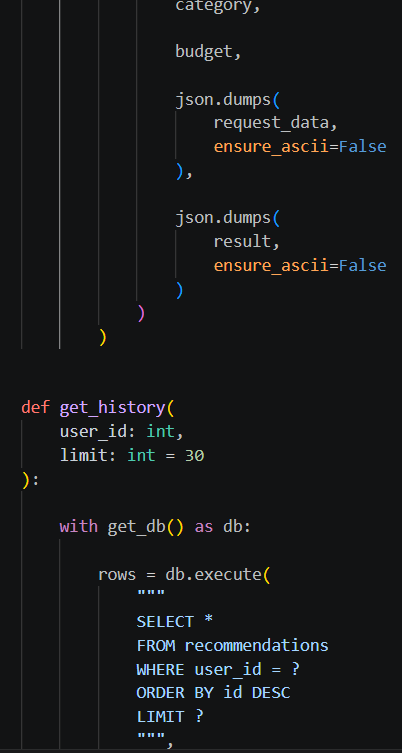 category,
budget,
json.dumps(
request_data,
ensure_ascii=False
),
json.dumps(
result,
ensure_ascii=False
)
)
)
def get_history(
user_id: int,
limit: int = 30
):
with get_db() as db:
rows = db.execute(
"""
SELECT *
FROM recommendations
WHERE user_id = ?
ORDER BY id DESC
LIMIT ?
""",